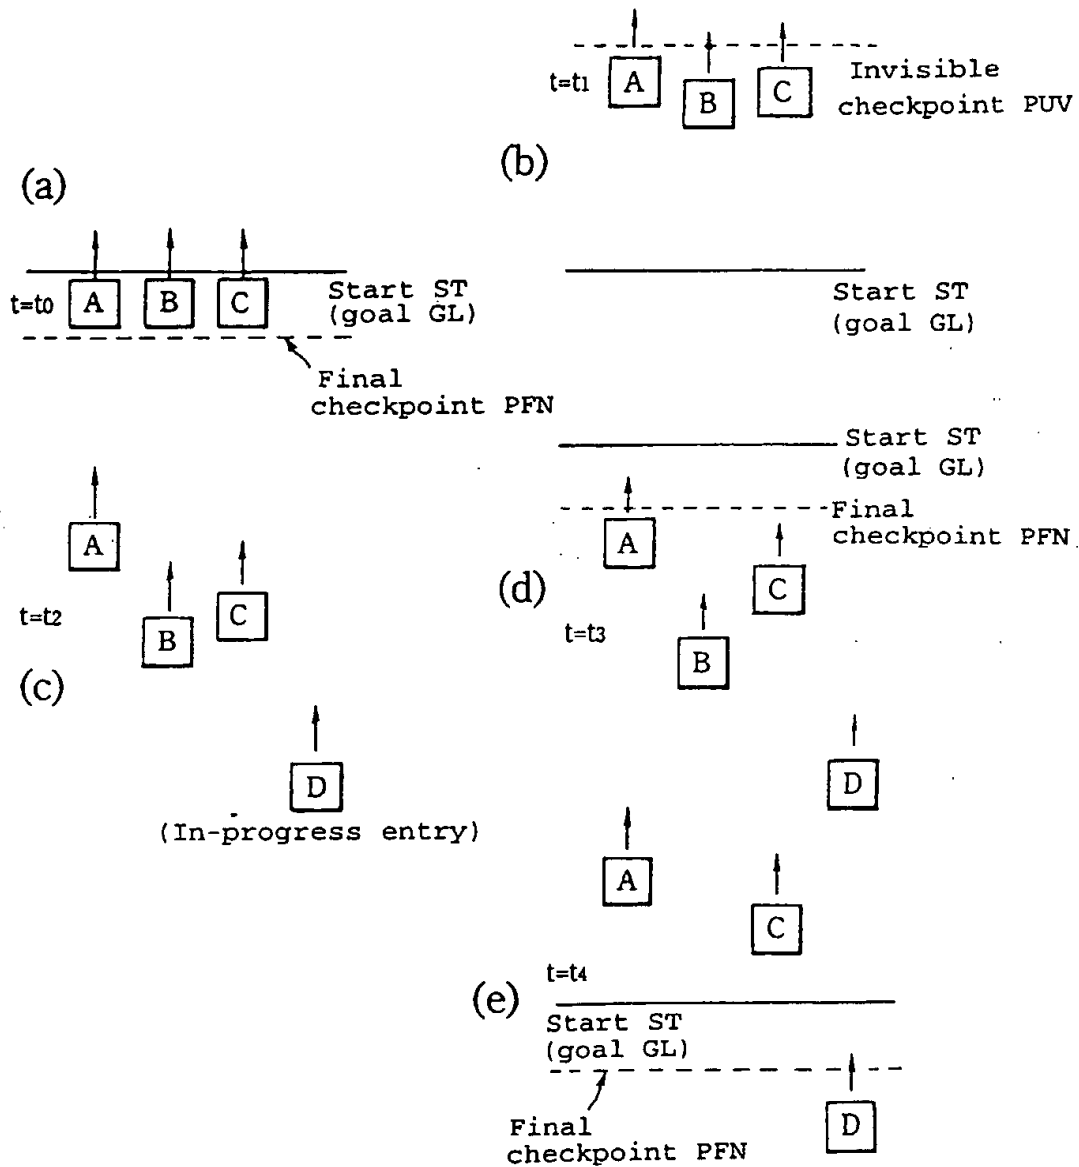 (a)
t=t0
A B C
Start ST
(goal GL)
Final
checkpoint PFN
t=t1
A B C
Invisible
checkpoint PUV
(b)
Start ST
(goal GL)
A
B
C
t=t2
(c)
D
(In-progress entry)
Start ST
(goal GL)
Final
checkpoint PFN
A
C
(d)
t=t3
B
D
A
C
t=t4
(e)
Start ST
(goal GL)
Final
checkpoint PFN
D